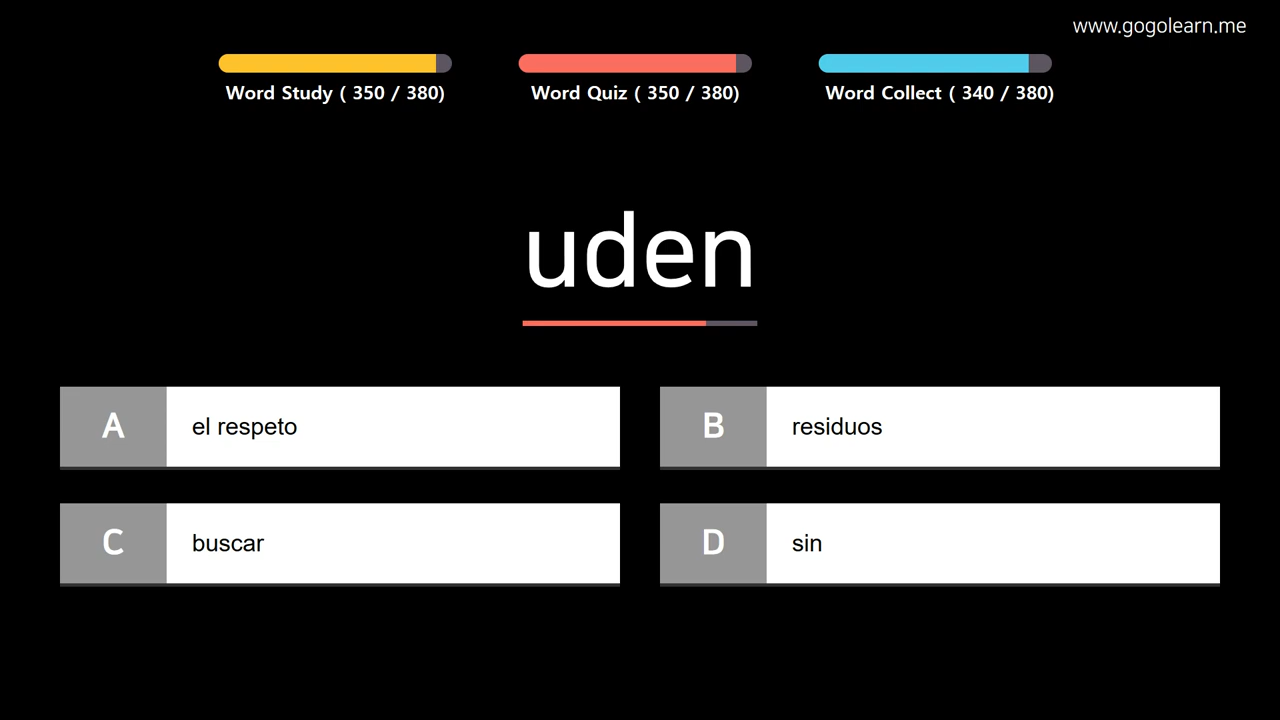 www.gogolearn.me
Word Study ( 350 / 380)
Word Quiz ( 350 / 380)
Word Collect ( 340 / 380)
uden
A
el respeto
B
residuos
C
buscar
D
sin